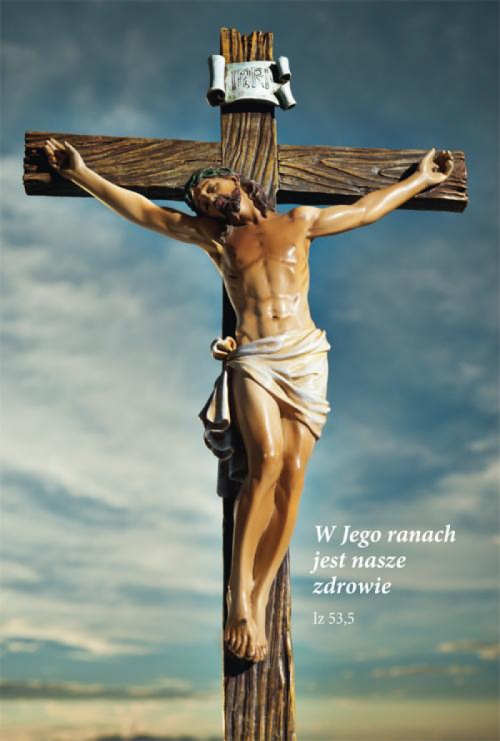 INRI
W Jego ranach
jest nasze
zdrowie
Iz 53,5